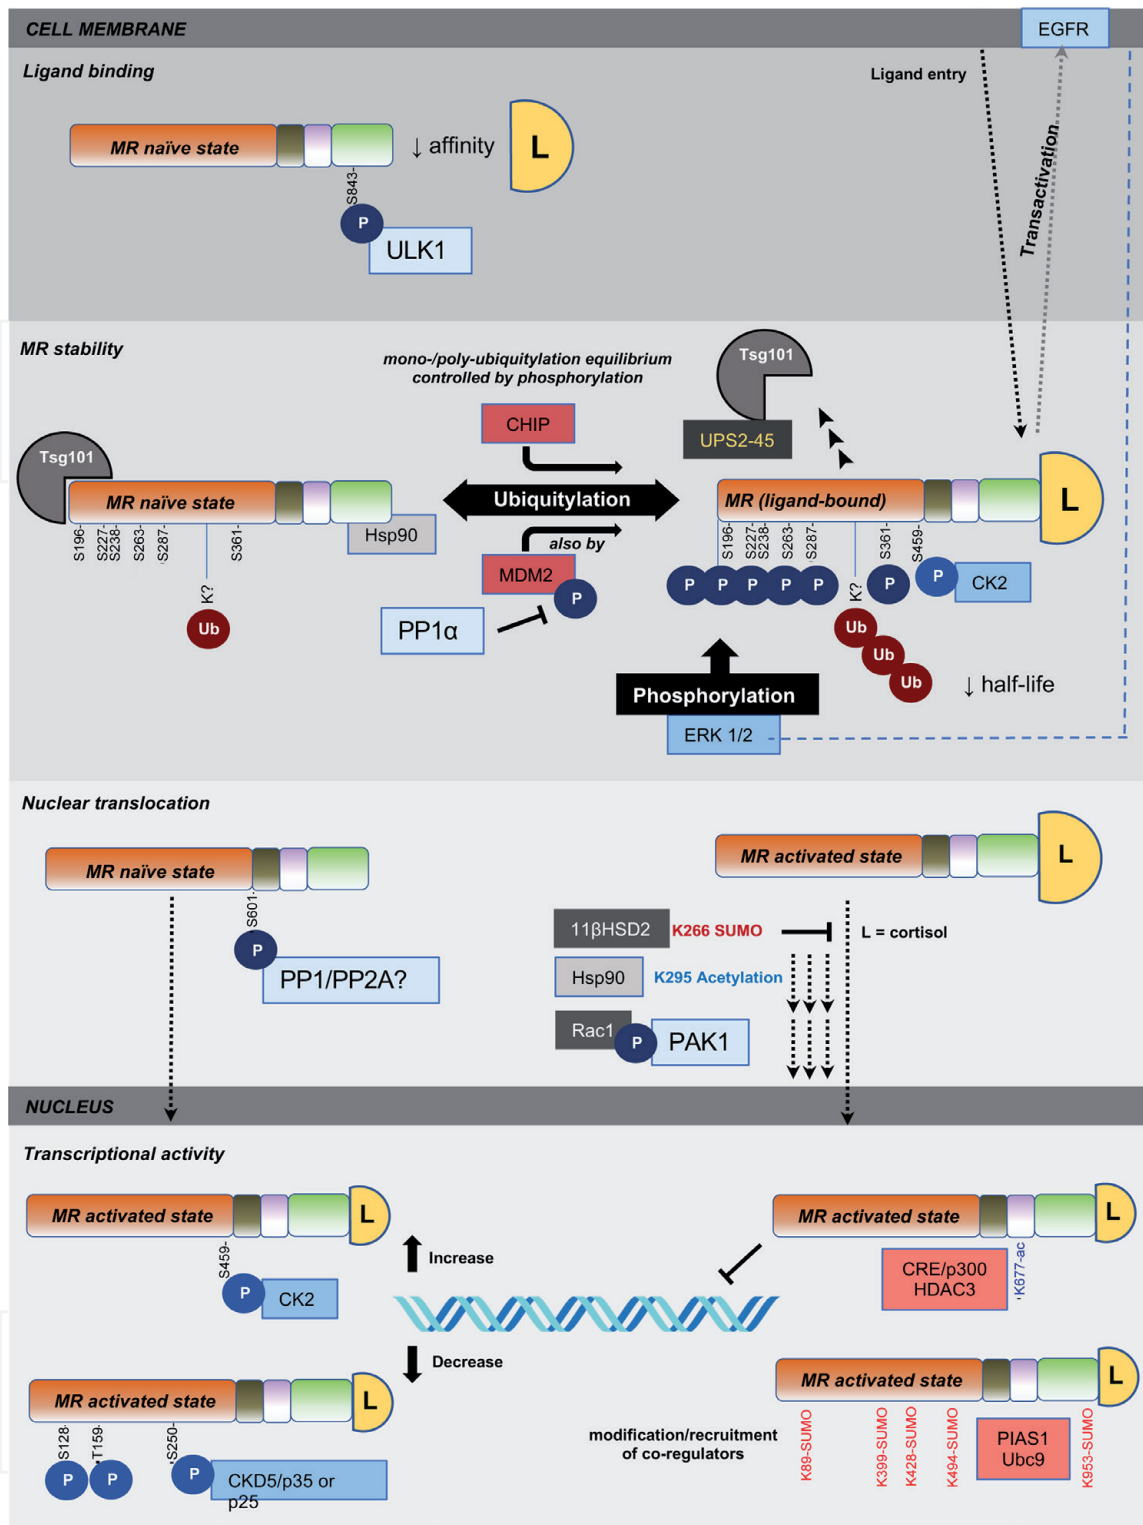 CELL MEMBRANE
EGFR
Ligand binding
Ligand entry
MR naïve state
↓ affinity
L
Transactivation
S843-
P
ULK1
MR stability
mono-/poly-ubiquitylation equilibrium
controlled by phosphorylation
Tsg101
CHIP
UPS2-45
Tsg101
MR naïve state
Ubiquitylation
MR (ligand-bound)
L
Hsp90
S196-
S227-
S238-
S263-
S287-
S361-
also by
S196-
S227-
S238-
S263-
S287-
S361-
S459-
MDM2
P
P
P
P
P
P
P
P
CK2
K?
K?
Ub
PP1α
Ub
Ub
Ub
↓ half-life
Phosphorylation
ERK 1/2
Nuclear translocation
MR naïve state
MR activated state
L
S601-
P
PP1/PP2A?
11βHSD2
K266 SUMO
L = cortisol
Hsp90
K295 Acetylation
Rac1
P
PAK1
NUCLEUS
Transcriptional activity
MR activated state
L
MR activated state
L
S459-
P
CK2
Increase
CRE/p300
HDAC3
K677-ac
Decrease
MR activated state
L
MR activated state
L
S128-
T159-
S250-
P
P
P
CKD5/p35 or
p25
modification/recruitment
of co-regulators
K89-SUMO
K399-SUMO
K428-SUMO
K494-SUMO
PIAS1
Ubc9
K953-SUMO